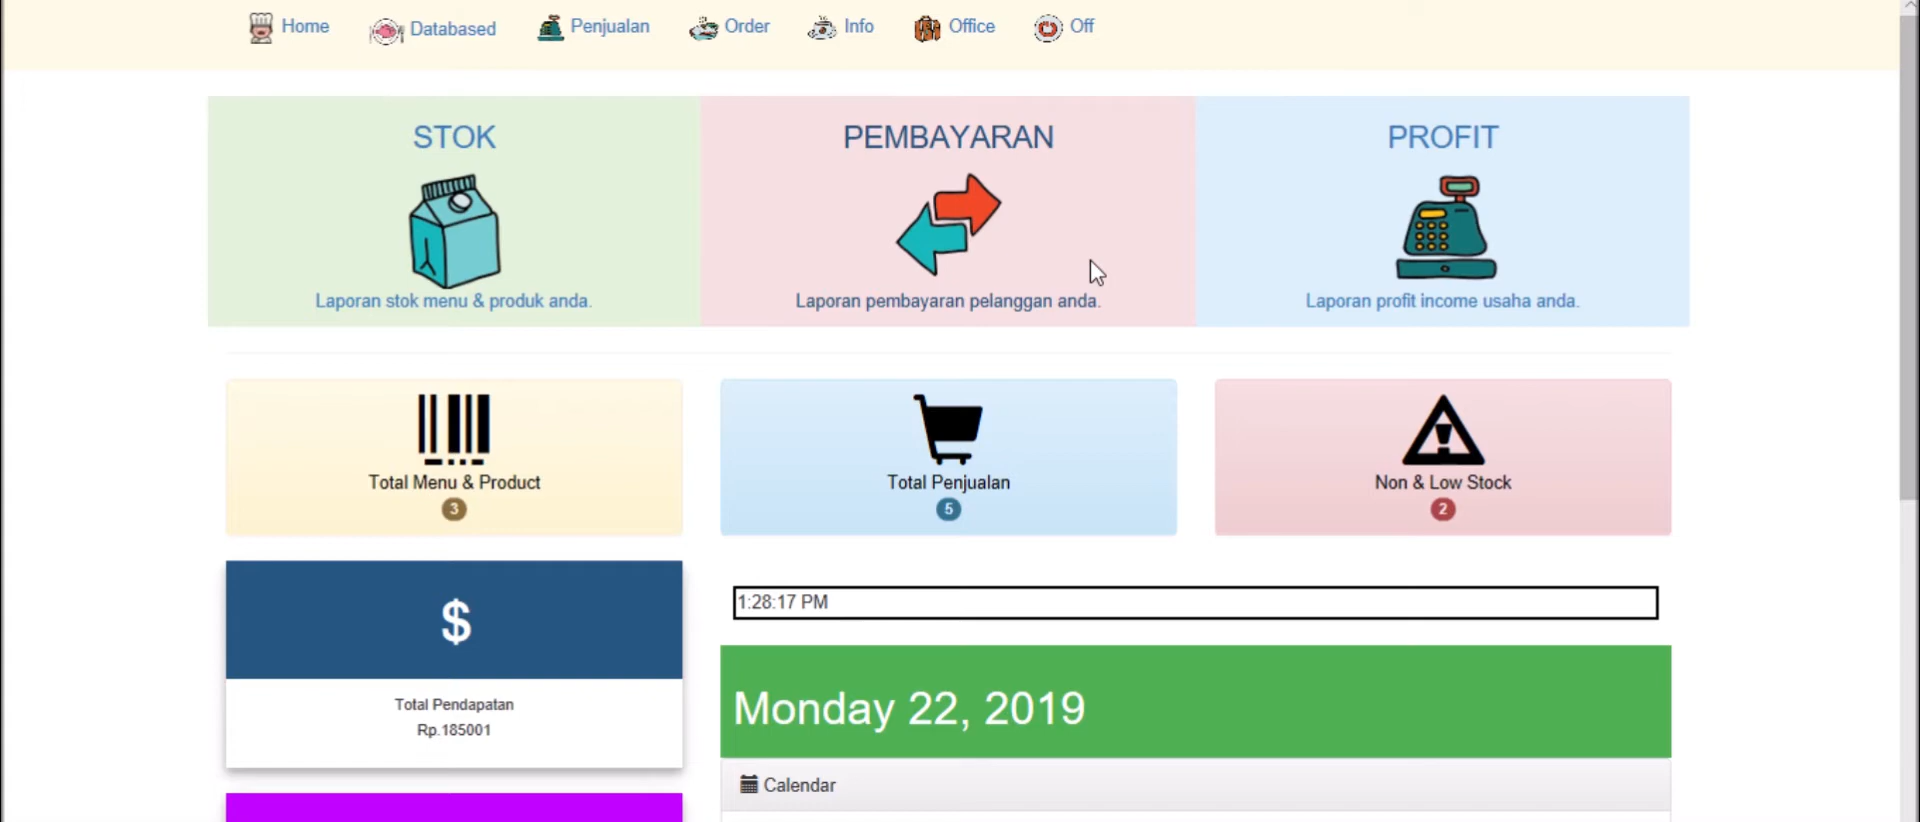 Home Databased Penjualan Order Info Office Off
STOK
Laporan stok menu & produk anda.
PEMBAYARAN
Laporan pembayaran pelanggan anda.
PROFIT
Laporan profit income usaha anda.
Total Menu & Product
3
Total Penjualan
5
Non & Low Stock
2
$
Total Pendapatan
Rp.185001
1:28:17 PM
Monday 22, 2019
Calendar